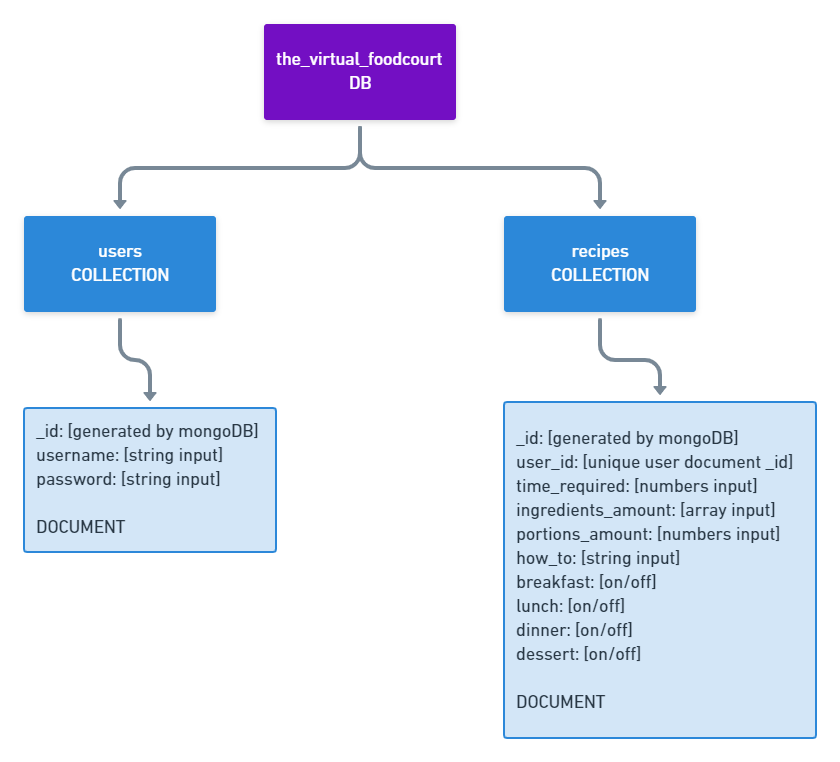 the_virtual_foodcourt
DB
users
COLLECTION
recipes
COLLECTION
_id: [generated by mongoDB]
username: [string input]
password: [string input]
DOCUMENT
_id: [generated by mongoDB]
user_id: [unique user document _id]
time_required: [numbers input]
ingredients_amount: [array input]
portions_amount: [numbers input]
how_to: [string input]
breakfast: [on/off]
lunch: [on/off]
dinner: [on/off]
dessert: [on/off]
DOCUMENT